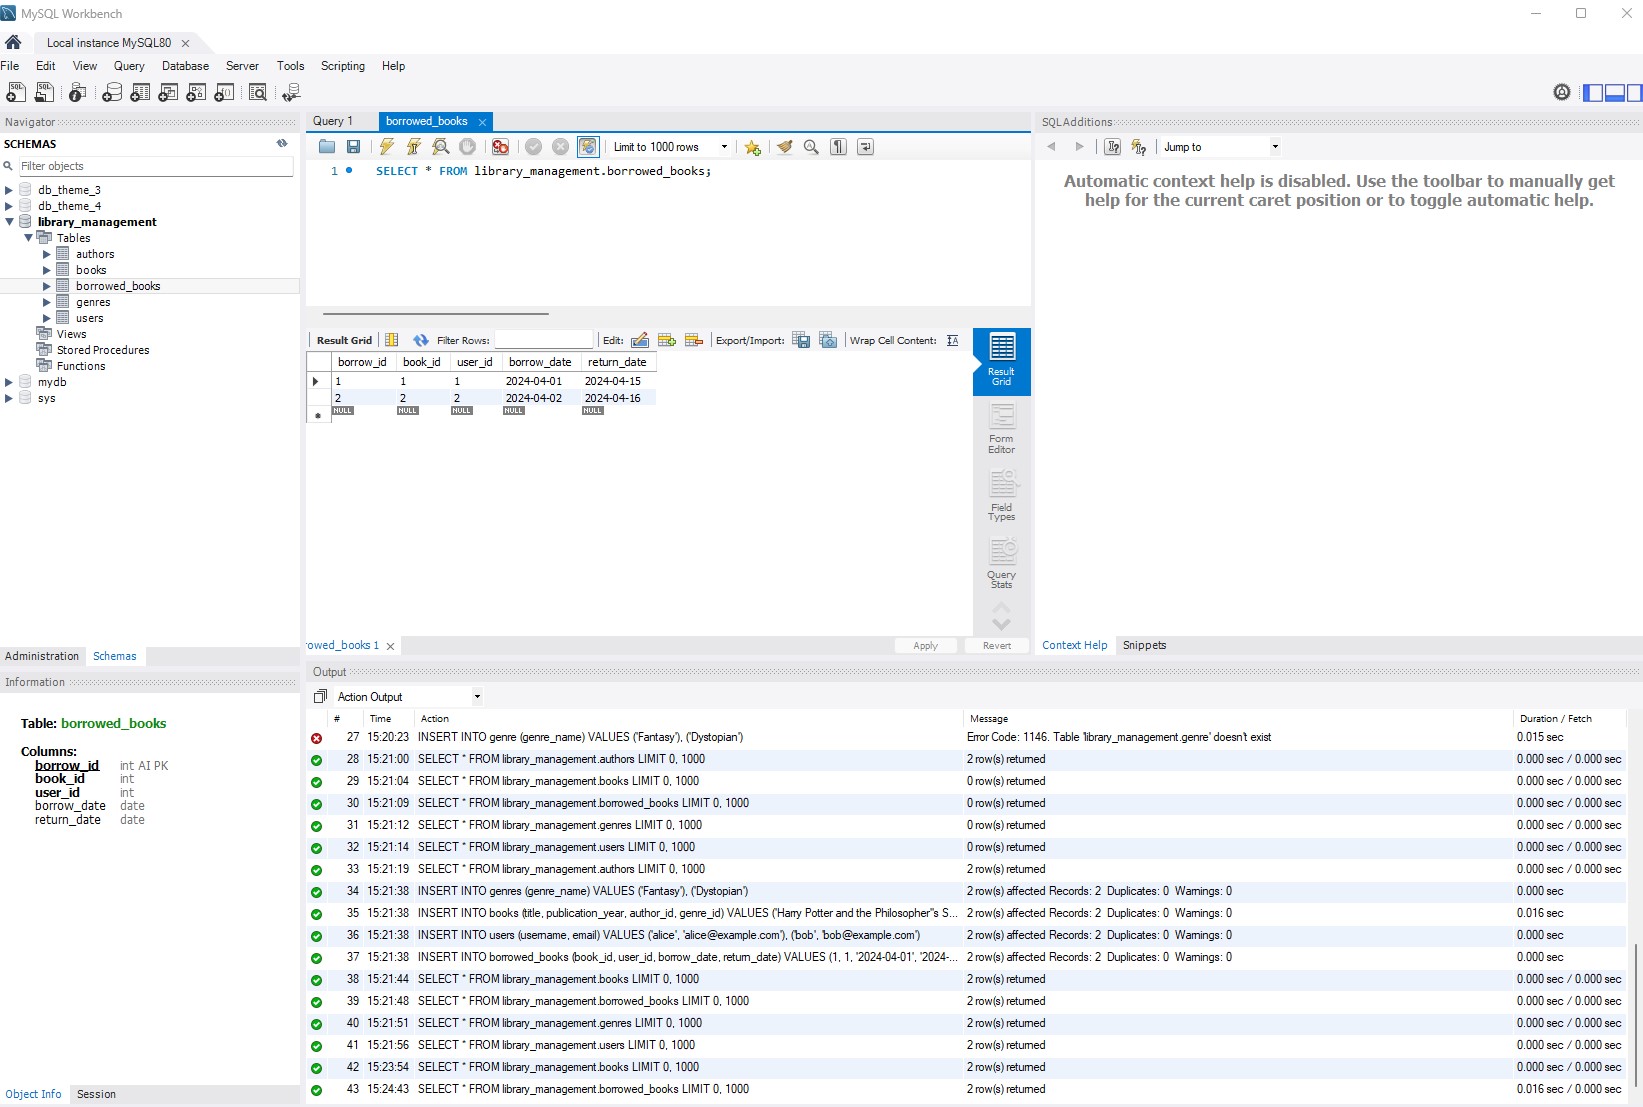 MySQL Workbench
Local instance MySQL80
File Edit View Query Database Server Tools Scripting Help
Navigator
SCHEMAS
Filter objects
db_theme_3
db_theme_4
library_management
Tables
authors
books
borrowed_books
genres
users
Views
Stored Procedures
Functions
mydb
sys
Administration Schemas
Information
Table: borrowed_books
Columns:
borrow_id int AI PK
book_id int
user_id int
borrow_date date
return_date date
Object Info Session
Query 1 borrowed_books
Limit to 1000 rows
1 SELECT * FROM library_management.borrowed_books;
Result Grid Filter Rows: Edit: Export/Import: Wrap Cell Content:
borrow_id book_id user_id borrow_date return_date
1 1 1 2024-04-01 2024-04-15
2 2 2 2024-04-02 2024-04-16
NULL NULL NULL NULL NULL
Result
Grid
Form
Editor
Field
Types
Query
Stats
rowed_books 1 Apply Revert
SQLAdditions
Jump to
Automatic context help is disabled. Use the toolbar to manually get
help for the current caret position or to toggle automatic help.
Context Help Snippets
Output
Action Output
# Time Action Message Duration / Fetch
27 15:20:23 INSERT INTO genre (genre_name) VALUES ('Fantasy'), ('Dystopian') Error Code: 1146. Table 'library_management.genre' doesn't exist 0.015 sec
28 15:21:00 SELECT * FROM library_management.authors LIMIT 0, 1000 2 row(s) returned 0.000 sec / 0.000 sec
29 15:21:04 SELECT * FROM library_management.books LIMIT 0, 1000 0 row(s) returned 0.000 sec / 0.000 sec
30 15:21:09 SELECT * FROM library_management.borrowed_books LIMIT 0, 1000 0 row(s) returned 0.000 sec / 0.000 sec
31 15:21:12 SELECT * FROM library_management.genres LIMIT 0, 1000 0 row(s) returned 0.000 sec / 0.000 sec
32 15:21:14 SELECT * FROM library_management.users LIMIT 0, 1000 0 row(s) returned 0.000 sec / 0.000 sec
33 15:21:19 SELECT * FROM library_management.authors LIMIT 0, 1000 2 row(s) returned 0.000 sec / 0.000 sec
34 15:21:38 INSERT INTO genres (genre_name) VALUES ('Fantasy'), ('Dystopian') 2 row(s) affected Records: 2 Duplicates: 0 Warnings: 0 0.000 sec
35 15:21:38 INSERT INTO books (title, publication_year, author_id, genre_id) VALUES ('Harry Potter and the Philosopher''s S... 2 row(s) affected Records: 2 Duplicates: 0 Warnings: 0 0.016 sec
36 15:21:38 INSERT INTO users (username, email) VALUES ('alice', 'alice@example.com'), ('bob', 'bob@example.com') 2 row(s) affected Records: 2 Duplicates: 0 Warnings: 0 0.000 sec
37 15:21:38 INSERT INTO borrowed_books (book_id, user_id, borrow_date, return_date) VALUES (1, 1, '2024-04-01', '2024-... 2 row(s) affected Records: 2 Duplicates: 0 Warnings: 0 0.000 sec
38 15:21:44 SELECT * FROM library_management.books LIMIT 0, 1000 2 row(s) returned 0.000 sec / 0.000 sec
39 15:21:48 SELECT * FROM library_management.borrowed_books LIMIT 0, 1000 2 row(s) returned 0.000 sec / 0.000 sec
40 15:21:51 SELECT * FROM library_management.genres LIMIT 0, 1000 2 row(s) returned 0.000 sec / 0.000 sec
41 15:21:56 SELECT * FROM library_management.users LIMIT 0, 1000 2 row(s) returned 0.000 sec / 0.000 sec
42 15:23:54 SELECT * FROM library_management.books LIMIT 0, 1000 2 row(s) returned 0.000 sec / 0.000 sec
43 15:24:43 SELECT * FROM library_management.borrowed_books LIMIT 0, 1000 2 row(s) returned 0.016 sec / 0.000 sec